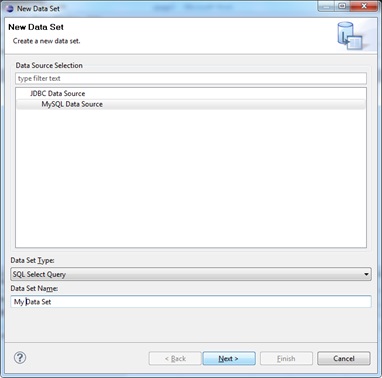 New Data Set
New Data Set
Create a new data set.
Data Source Selection
type filter text
JDBC Data Source
MySQL Data Source
Data Set Type:
SQL Select Query
Data Set Name:
My Data Set
?
< Back
Next >
Finish
Cancel